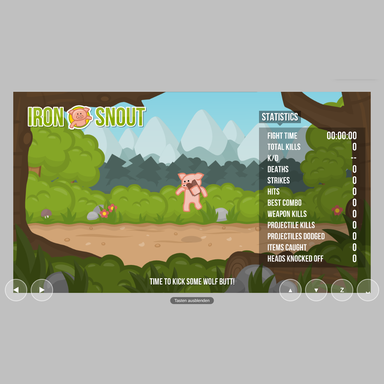 IRON SNOUT
STATISTICS
FIGHT TIME 00:00:00
TOTAL KILLS 0
K/D --
DEATHS 0
STRIKES 0
HITS 0
BEST COMBO 0
WEAPON KILLS 0
PROJECTILE KILLS 0
PROJECTILES DODGED 0
ITEMS CAUGHT 0
HEADS KNOCKED OFF 0
TIME TO KICK SOME WOLF BUTT!
Z
Tasten ausblenden